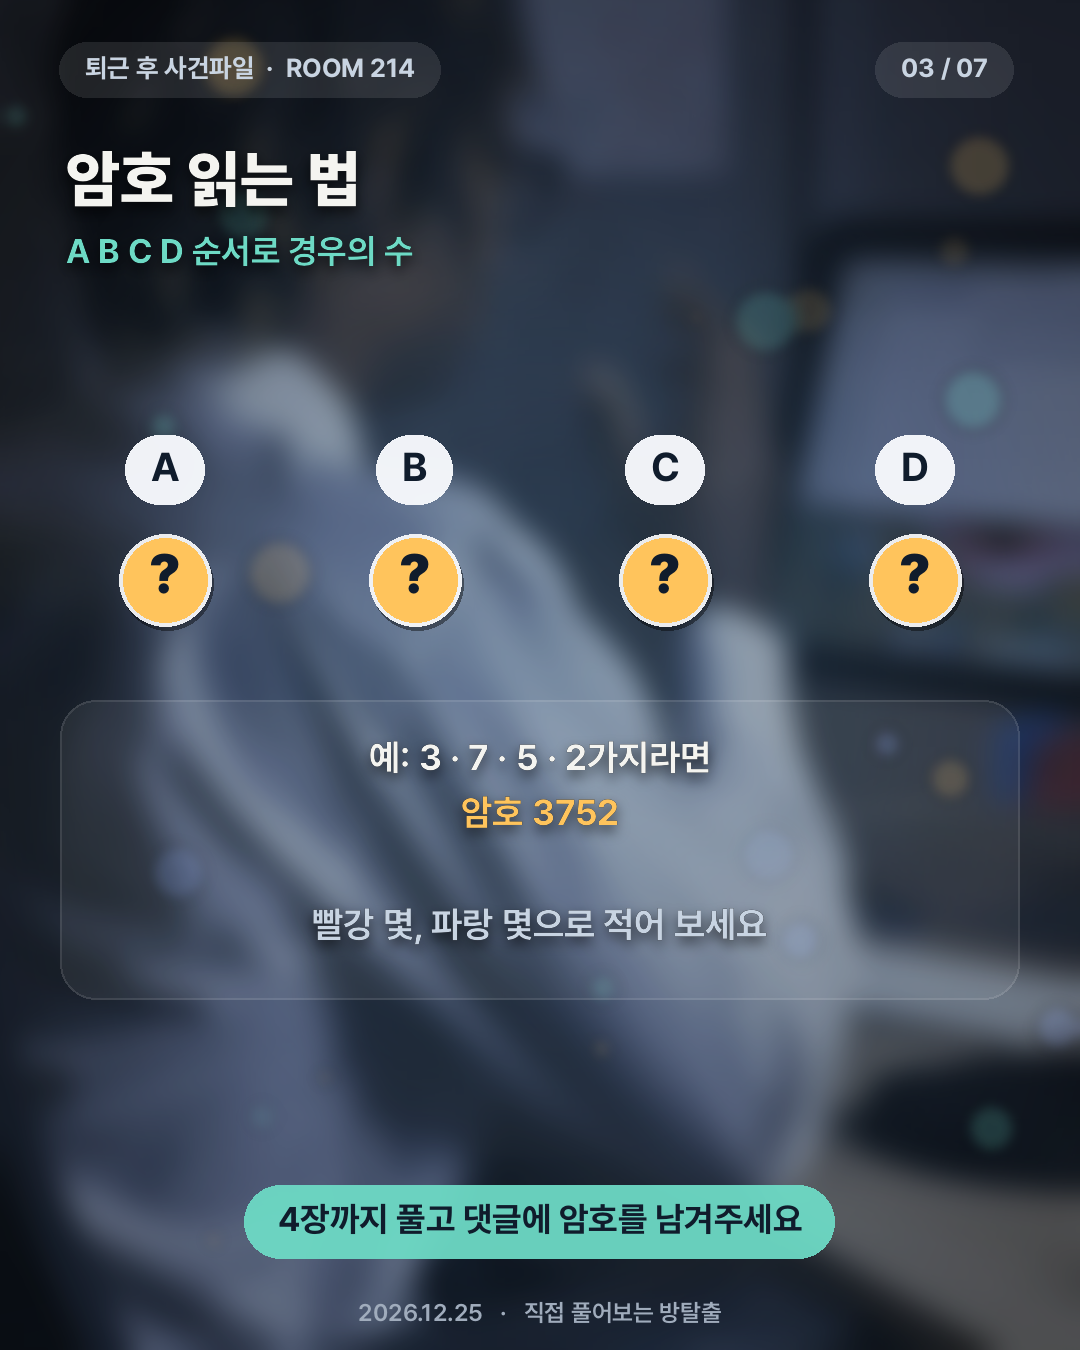 퇴근 후 사건파일 · ROOM 214
03 / 07
암호 읽는 법
A B C D 순서로 경우의 수
A B C D
? ? ? ?
예: 3 · 7 · 5 · 2가지라면
암호 3752
빨강 몇, 파랑 몇으로 적어 보세요
4장까지 풀고 댓글에 암호를 남겨주세요
2026.12.25 · 직접 풀어보는 방탈출